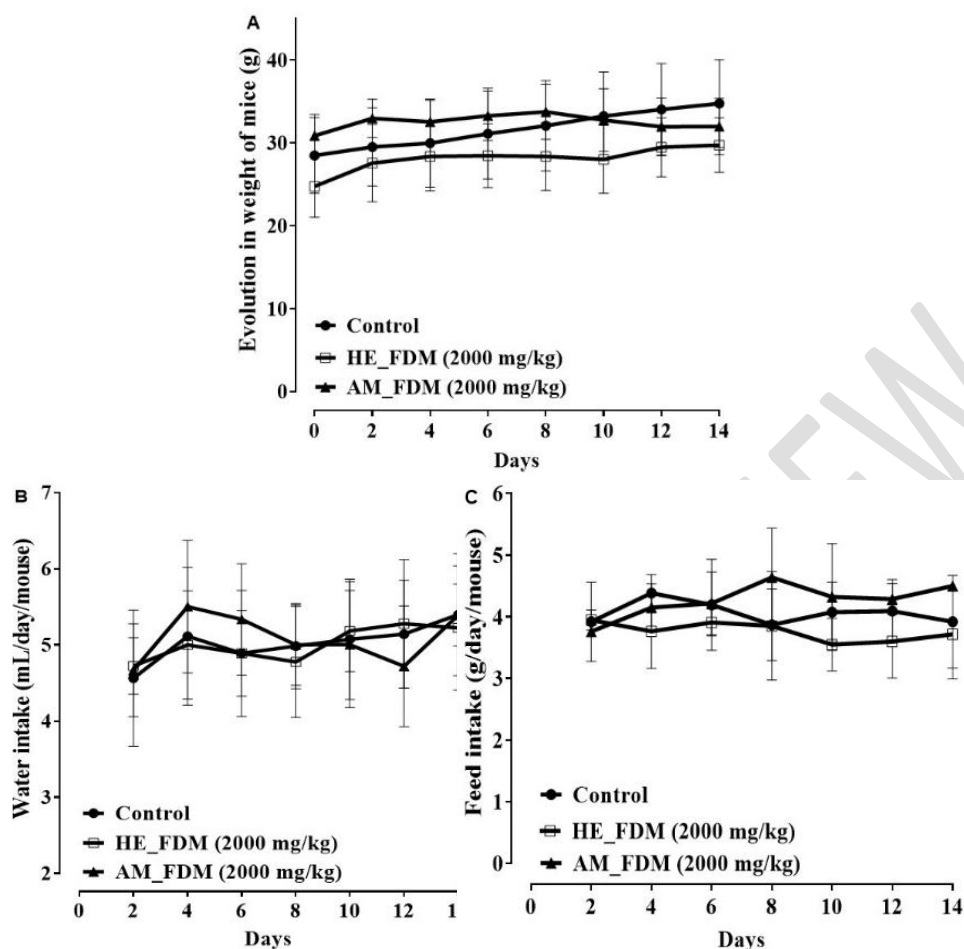 A
Evolution in weight of mice (g)
40
30
20
10
0
Control
HE_FDM (2000 mg/kg)
AM_FDM (2000 mg/kg)
0 2 4 6 8 10 12 14
Days
B
Water intake (mL/day/mouse)
7
6
5
4
3
2
Control
HE_FDM (2000 mg/kg)
AM_FDM (2000 mg/kg)
0 2 4 6 8 10 12 1
Days
C
Feed intake (g/day/mouse)
6
5
4
3
2
1
0
Control
HE_FDM (2000 mg/kg)
AM_FDM (2000 mg/kg)
0 2 4 6 8 10 12 14
Days
EW